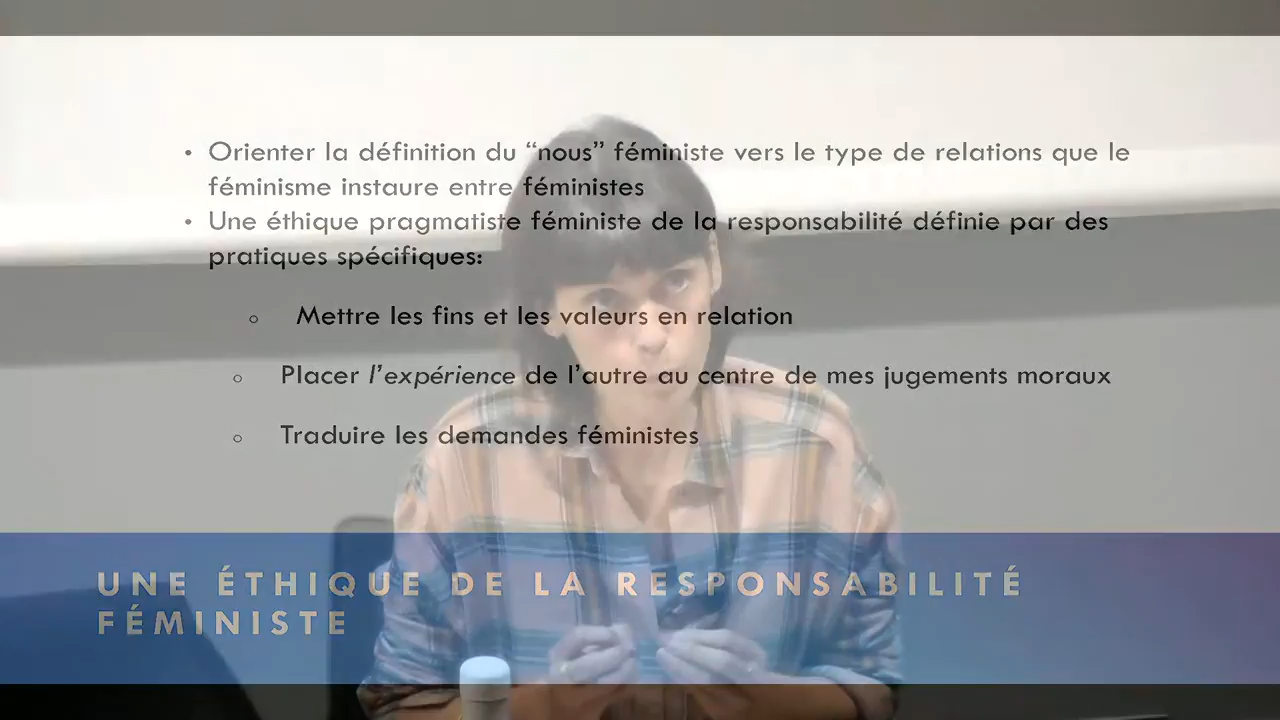 • Orienter la définition du “nous” féministe vers le type de relations que le
féminisme instaure entre féministes
• Une éthique pragmatiste féministe de la responsabilité définie par des
pratiques spécifiques:
○ Mettre les fins et les valeurs en relation
○ Placer l’expérience de l’autre au centre de mes jugements moraux
○ Traduire les demandes féministes
UNE ÉTHIQUE DE LA RESPONSABILITÉ
FÉMINISTE